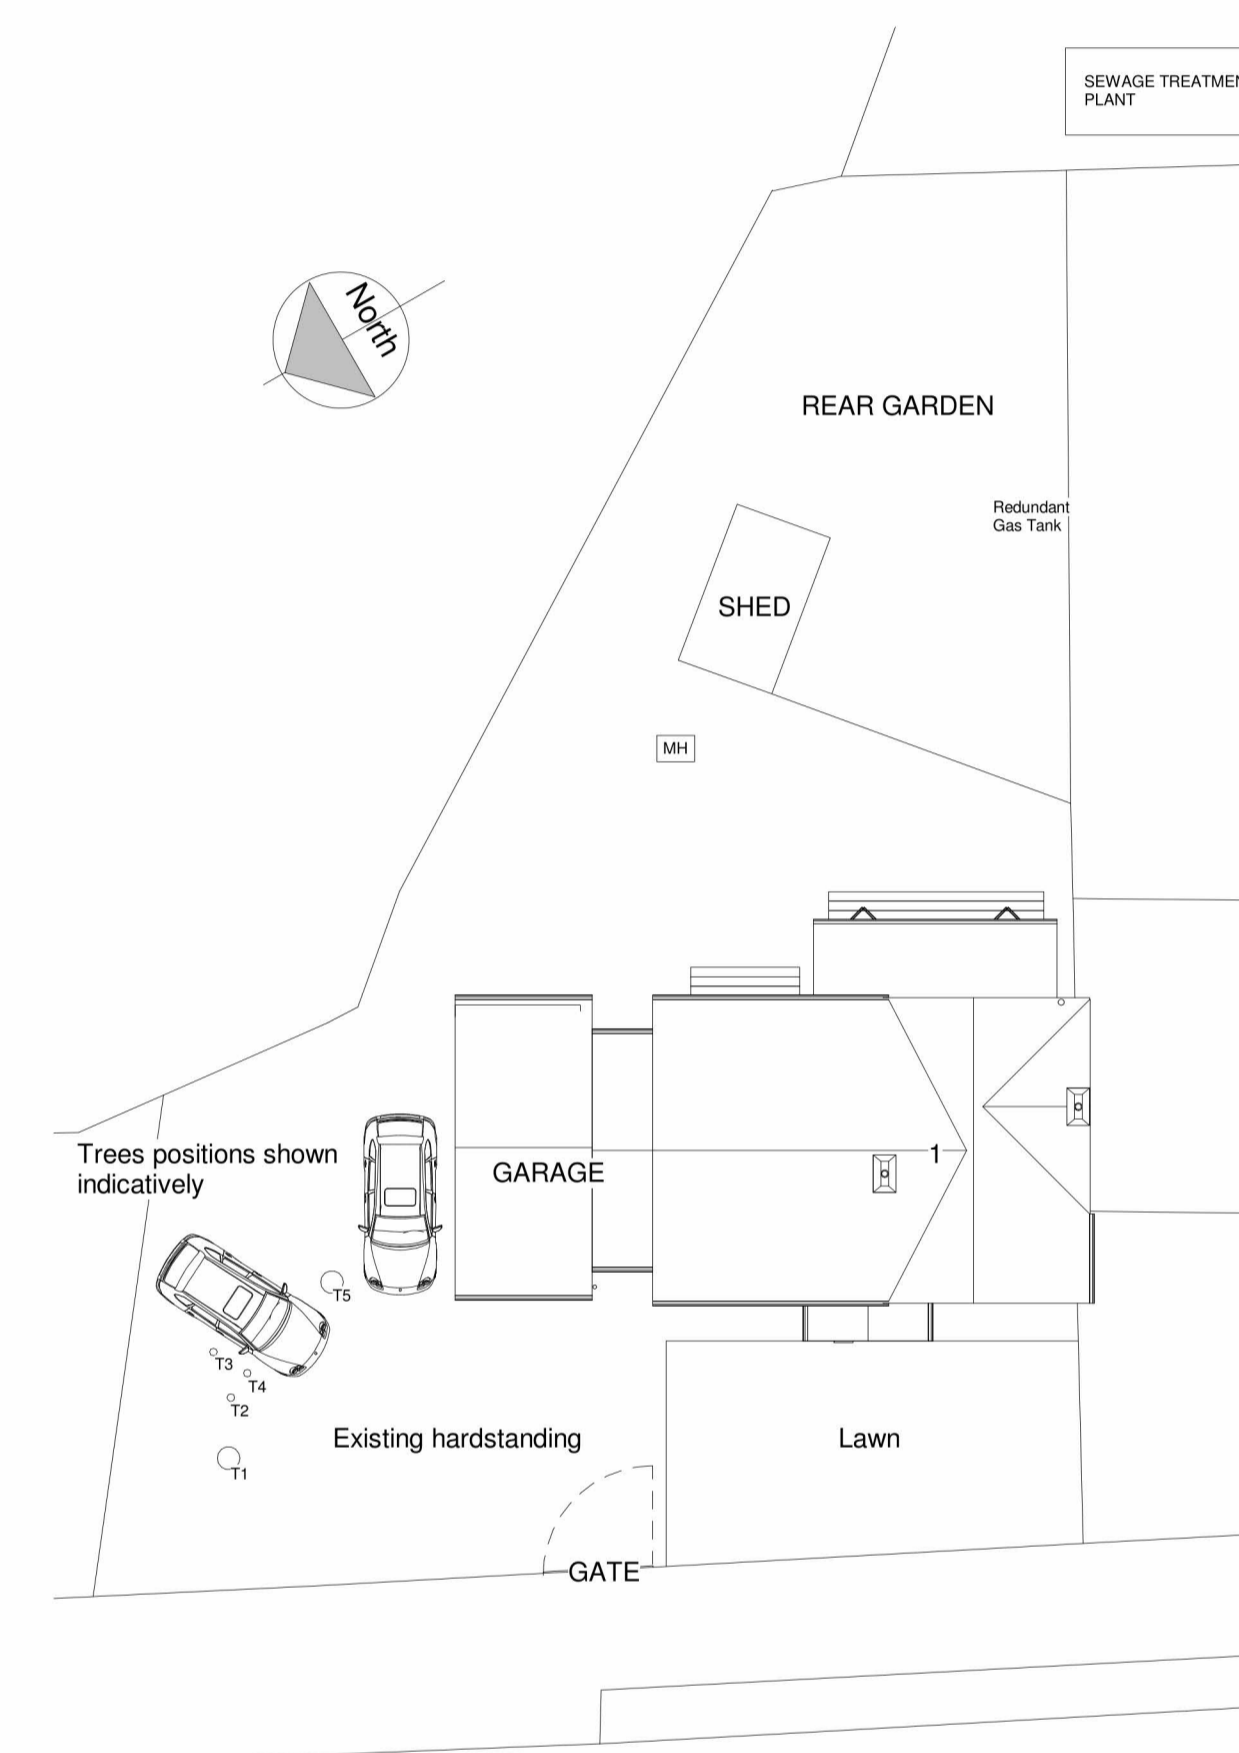 SEWAGE TREATMEN
PLANT
North
REAR GARDEN
Redundant
Gas Tank
SHED
MH
Trees positions shown
indicatively
GARAGE
1
T5
T3
T4
T2
T1
Existing hardstanding
Lawn
GATE